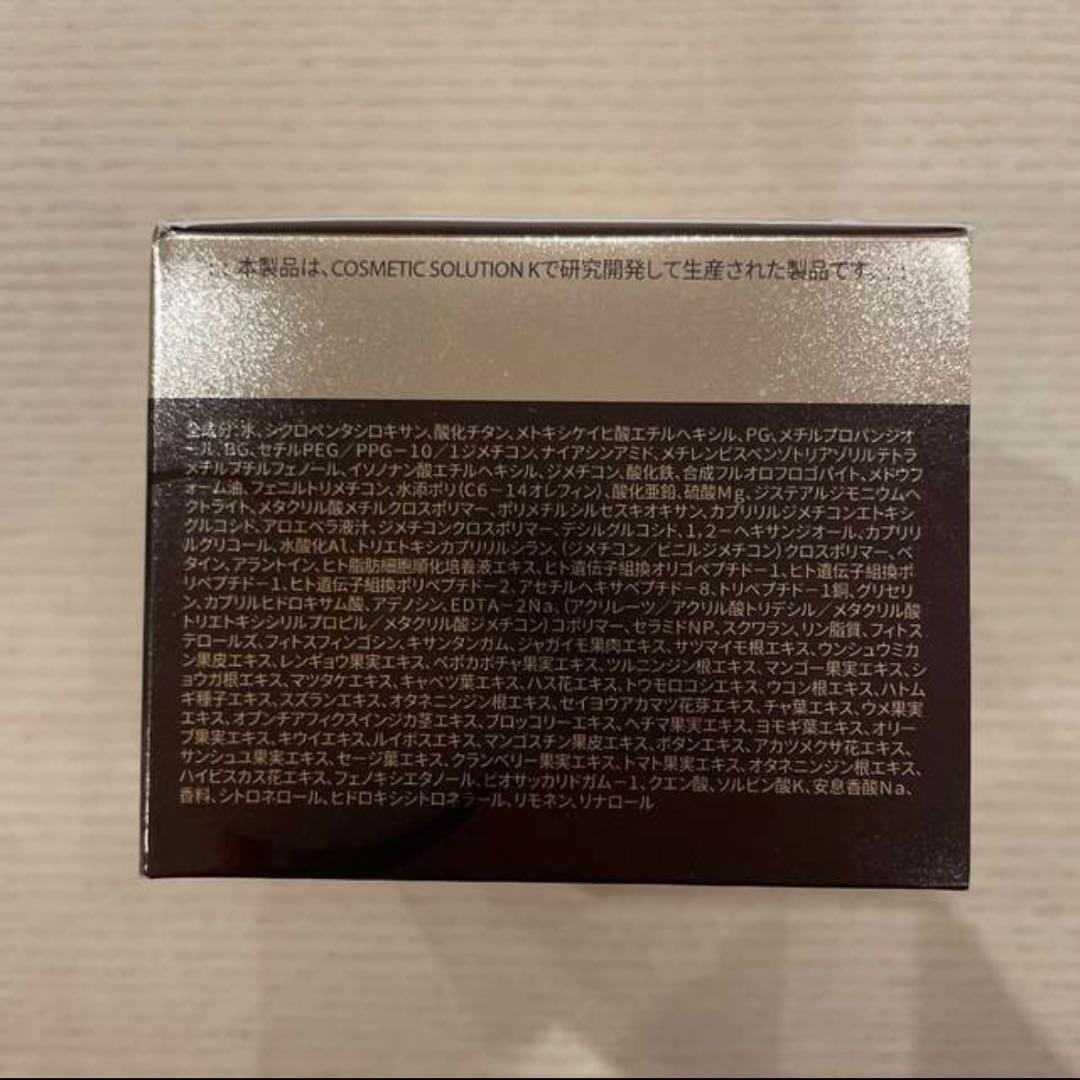 本製品は、COSMETIC SOLUTION Kで研究開発して生産された製品です。
全成分:水、シクロペンタシロキサン、酸化チタン、メトキシケイヒ酸エチルヘキシル、PG、メチルプロパンジオ
ール、BG、セチルPEG/PPG-10/1ジメチコン、ナイアシンアミド、メチレンビスベンゾトリアゾリルテトラ
メチルブチルフェノール、イソノナン酸エチルヘキシル、ジメチコン、酸化鉄、合成フルオロフロゴパイト、メドウフ
ォーム油、フェニルトリメチコン、水添ポリ(C6-14オレフィン)、酸化亜鉛、硫酸Mg、ジステアルジモニウムヘ
クトライト、メタクリル酸メチルクロスポリマー、ポリメチルシルセスキオキサン、カプリリルジメチコンエトキシ
グルコシド、アロエベラ液汁、ジメチコンクロスポリマー、デシルグルコシド、1,2-ヘキサンジオール、カプリリ
ルグリコール、水酸化Al、トリエトキシカプリリルシラン、(ジメチコン/ビニルジメチコン)クロスポリマー、ベ
タイン、アラントイン、ヒト脂肪細胞順化培養液エキス、ヒト遺伝子組換オリゴペプチド-1、ヒト遺伝子組換ポ
リペプチド-1、ヒト遺伝子組換ポリペプチド-2、アセチルヘキサペプチド-8、トリペプチド-1銅、グリセリ
ン、カプリルヒドロキサム酸、アデノシン、EDTA-2Na、(アクリレーツ/アクリル酸トリデシル/メタクリル酸
トリエトキシシリルプロピル/メタクリル酸ジメチコン)コポリマー、セラミドNP、スクワラン、リン脂質、フィトス
テロールズ、フィトスフィンゴシン、キサンタンガム、ジャガイモ果肉エキス、サツマイモ根エキス、ウンシュウミカ
ン果皮エキス、レンギョウ果実エキス、ペポカボチャ果実エキス、ツルニンジン根エキス、マンゴー果実エキス、ショ
ウガ根エキス、マツタケエキス、キャベツ葉エキス、ハス花エキス、トウモロコシエキス、ウコン根エキス、ハトム
ギ種子エキス、スズランエキス、オタネニンジン根エキス、セイヨウアカマツ花芽エキス、チャ葉エキス、ウメ果実
エキス、オプンチアフィクスインジカ茎エキス、ブロッコリーエキス、ヘチマ果実エキス、ヨモギ葉エキス、オリー
ブ果実エキス、キウイエキス、ルイボスエキス、マンゴスチン果皮エキス、ボタンエキス、アカツメクサ花エキス、
サンシュユ果実エキス、セージ葉エキス、クランベリー果実エキス、トマト果実エキス、オタネニンジン根エキス、
ハイビスカス花エキス、フェノキシエタノール、ビオサッカリドガム-1、クエン酸、ソルビン酸K、安息香酸Na、
香料、シトロネロール、ヒドロキシシトロネラール、リモネン、リナロール